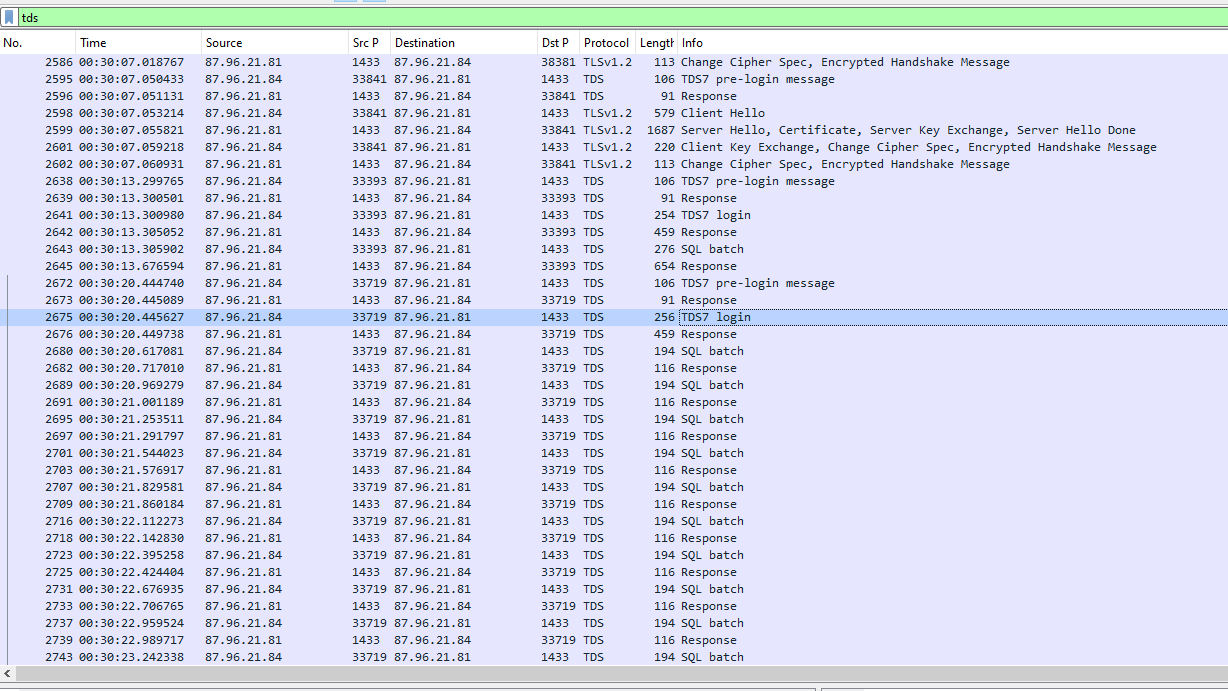 tds
No. Time Source Src P Destination Dst P Protocol Length Info
2586 00:30:07.018767 87.96.21.81 1433 87.96.21.84 38381 TLSv1.2 113 Change Cipher Spec, Encrypted Handshake Message
2595 00:30:07.050433 87.96.21.84 33841 87.96.21.81 1433 TDS 106 TDS7 pre-login message
2596 00:30:07.051131 87.96.21.81 1433 87.96.21.84 33841 TDS 91 Response
2598 00:30:07.053214 87.96.21.84 33841 87.96.21.81 1433 TLSv1.2 579 Client Hello
2599 00:30:07.055821 87.96.21.81 1433 87.96.21.84 33841 TLSv1.2 1687 Server Hello, Certificate, Server Key Exchange, Server Hello Done
2601 00:30:07.059218 87.96.21.84 33841 87.96.21.81 1433 TLSv1.2 220 Client Key Exchange, Change Cipher Spec, Encrypted Handshake Message
2602 00:30:07.060931 87.96.21.81 1433 87.96.21.84 33841 TLSv1.2 113 Change Cipher Spec, Encrypted Handshake Message
2638 00:30:13.299765 87.96.21.84 33393 87.96.21.81 1433 TDS 106 TDS7 pre-login message
2639 00:30:13.300501 87.96.21.81 1433 87.96.21.84 33393 TDS 91 Response
2641 00:30:13.300980 87.96.21.84 33393 87.96.21.81 1433 TDS 254 TDS7 login
2642 00:30:13.305052 87.96.21.81 1433 87.96.21.84 33393 TDS 459 Response
2643 00:30:13.305902 87.96.21.84 33393 87.96.21.81 1433 TDS 276 SQL batch
2645 00:30:13.676594 87.96.21.81 1433 87.96.21.84 33393 TDS 654 Response
2672 00:30:20.444740 87.96.21.84 33719 87.96.21.81 1433 TDS 106 TDS7 pre-login message
2673 00:30:20.445089 87.96.21.81 1433 87.96.21.84 33719 TDS 91 Response
2675 00:30:20.445627 87.96.21.84 33719 87.96.21.81 1433 TDS 256 TDS7 login
2676 00:30:20.449738 87.96.21.81 1433 87.96.21.84 33719 TDS 459 Response
2680 00:30:20.617081 87.96.21.84 33719 87.96.21.81 1433 TDS 194 SQL batch
2682 00:30:20.717010 87.96.21.81 1433 87.96.21.84 33719 TDS 116 Response
2689 00:30:20.969279 87.96.21.84 33719 87.96.21.81 1433 TDS 194 SQL batch
2691 00:30:21.001189 87.96.21.81 1433 87.96.21.84 33719 TDS 116 Response
2695 00:30:21.253511 87.96.21.84 33719 87.96.21.81 1433 TDS 194 SQL batch
2697 00:30:21.291797 87.96.21.81 1433 87.96.21.84 33719 TDS 116 Response
2701 00:30:21.544023 87.96.21.84 33719 87.96.21.81 1433 TDS 194 SQL batch
2703 00:30:21.576917 87.96.21.81 1433 87.96.21.84 33719 TDS 116 Response
2707 00:30:21.829581 87.96.21.84 33719 87.96.21.81 1433 TDS 194 SQL batch
2709 00:30:21.860184 87.96.21.81 1433 87.96.21.84 33719 TDS 116 Response
2716 00:30:22.112273 87.96.21.84 33719 87.96.21.81 1433 TDS 194 SQL batch
2718 00:30:22.142830 87.96.21.81 1433 87.96.21.84 33719 TDS 116 Response
2723 00:30:22.395258 87.96.21.84 33719 87.96.21.81 1433 TDS 194 SQL batch
2725 00:30:22.424404 87.96.21.81 1433 87.96.21.84 33719 TDS 116 Response
2731 00:30:22.676935 87.96.21.84 33719 87.96.21.81 1433 TDS 194 SQL batch
2733 00:30:22.706765 87.96.21.81 1433 87.96.21.84 33719 TDS 116 Response
2737 00:30:22.959524 87.96.21.84 33719 87.96.21.81 1433 TDS 194 SQL batch
2739 00:30:22.989717 87.96.21.81 1433 87.96.21.84 33719 TDS 116 Response
2743 00:30:23.242338 87.96.21.84 33719 87.96.21.81 1433 TDS 194 SQL batch